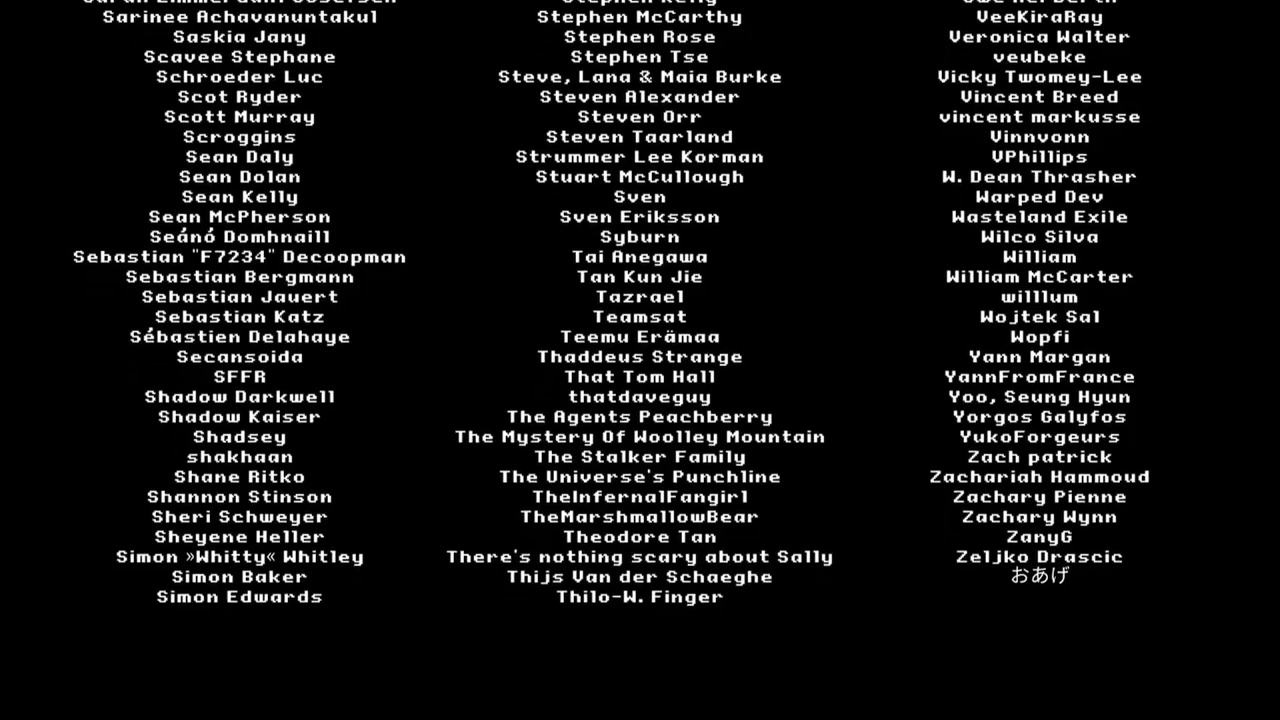 Sarinee Achavanuntakul
Saskia Jany
Scavee Stephane
Schroeder Luc
Scot Ryder
Scott Murray
Scroggins
Sean Daly
Sean Dolan
Sean Kelly
Sean McPherson
Seánó Domhnaill
Sebastian "F7234" Decoopman
Sebastian Bergmann
Sebastian Jauert
Sebastian Katz
Sébastien Delahaye
Secansoida
SFFR
Shadow Darkwell
Shadow Kaiser
Shadsey
shakhaan
Shane Ritko
Shannon Stinson
Sheri Schweyer
Sheyene Heller
Simon »Whitty« Whitley
Simon Baker
Simon Edwards
Stephen Kelly
Stephen McCarthy
Stephen Rose
Stephen Tse
Steve, Lana & Maia Burke
Steven Alexander
Steven Orr
Steven Taarland
Strummer Lee Korman
Stuart McCullough
Sven
Sven Eriksson
Syburn
Tai Anegawa
Tan Kun Jie
Tazrael
Teamsat
Teemu Erämaa
Thaddeus Strange
That Tom Hall
thatdaveguy
The Agents Peachberry
The Mystery Of Woolley Mountain
The Stalker Family
The Universe's Punchline
TheInfernalFangirl
TheMarshmallowBear
Theodore Tan
There's nothing scary about Sally
Thijs Van der Schaeghe
Thilo-W. Finger
VeeKiraRay
Veronica Walter
veubeke
Vicky Twomey-Lee
Vincent Breed
vincent markusse
Vinnvonn
VPhillips
W. Dean Thrasher
Warped Dev
Wasteland Exile
Wilco Silva
William
William McCarter
willlum
Wojtek Sal
Wopfi
Yann Margan
YannFromFrance
Yoo, Seung Hyun
Yorgos Galyfos
YukoForgeurs
Zach patrick
Zachariah Hammoud
Zachary Pienne
Zachary Wynn
ZanyG
Zeljko Drascic
おあげ